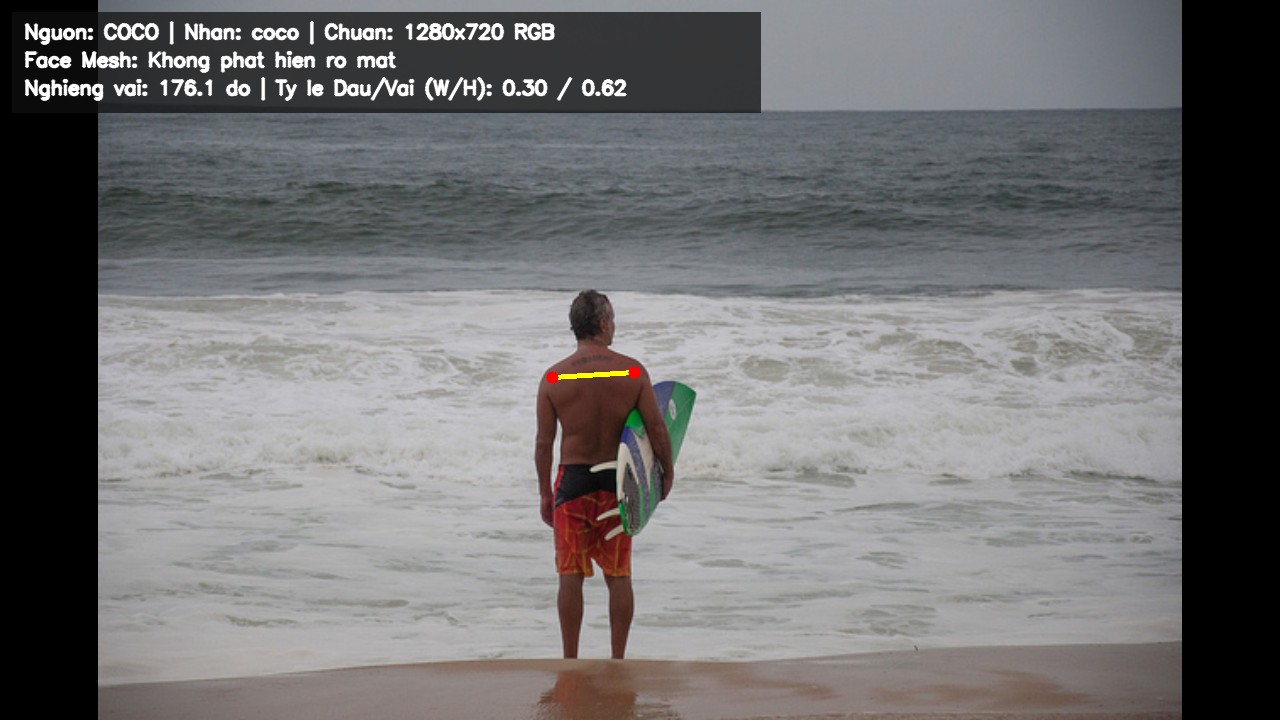 Nguon: COCO | Nhan: coco | Chuan: 1280x720 RGB
Face Mesh: Khong phat hien ro mat
Nghieng vai: 176.1 do | Ty le Dau/Vai (W/H): 0.30 / 0.62